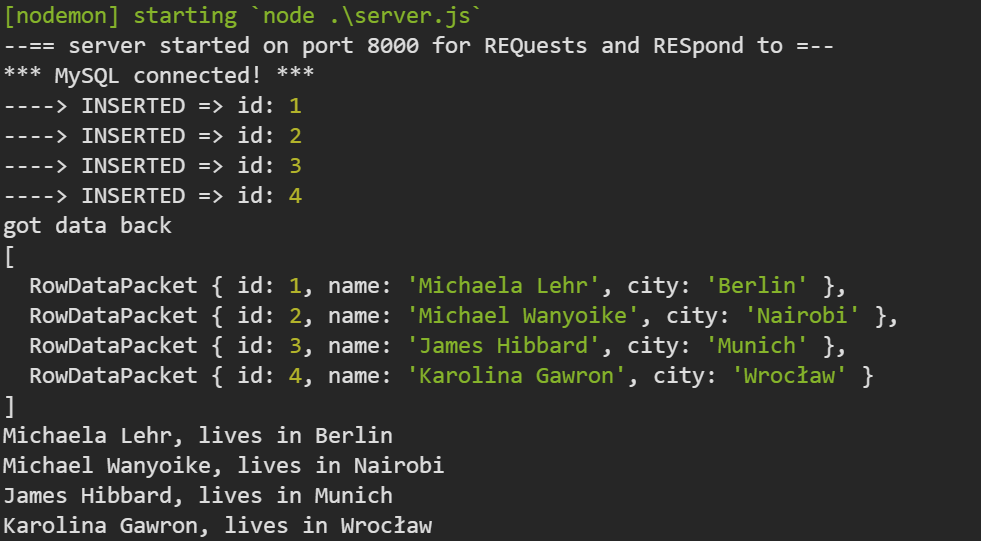 [nodemon] starting `node .\server.js`
--== server started on port 8000 for REQuests and RESpond to =--
*** MySQL connected! ***
----> INSERTED => id: 1
----> INSERTED => id: 2
----> INSERTED => id: 3
----> INSERTED => id: 4
got data back
[
  RowDataPacket { id: 1, name: 'Michaela Lehr', city: 'Berlin' },
  RowDataPacket { id: 2, name: 'Michael Wanyoike', city: 'Nairobi' },
  RowDataPacket { id: 3, name: 'James Hibbard', city: 'Munich' },
  RowDataPacket { id: 4, name: 'Karolina Gawron', city: 'Wrocław' }
]
Michaela Lehr, lives in Berlin
Michael Wanyoike, lives in Nairobi
James Hibbard, lives in Munich
Karolina Gawron, lives in Wrocław